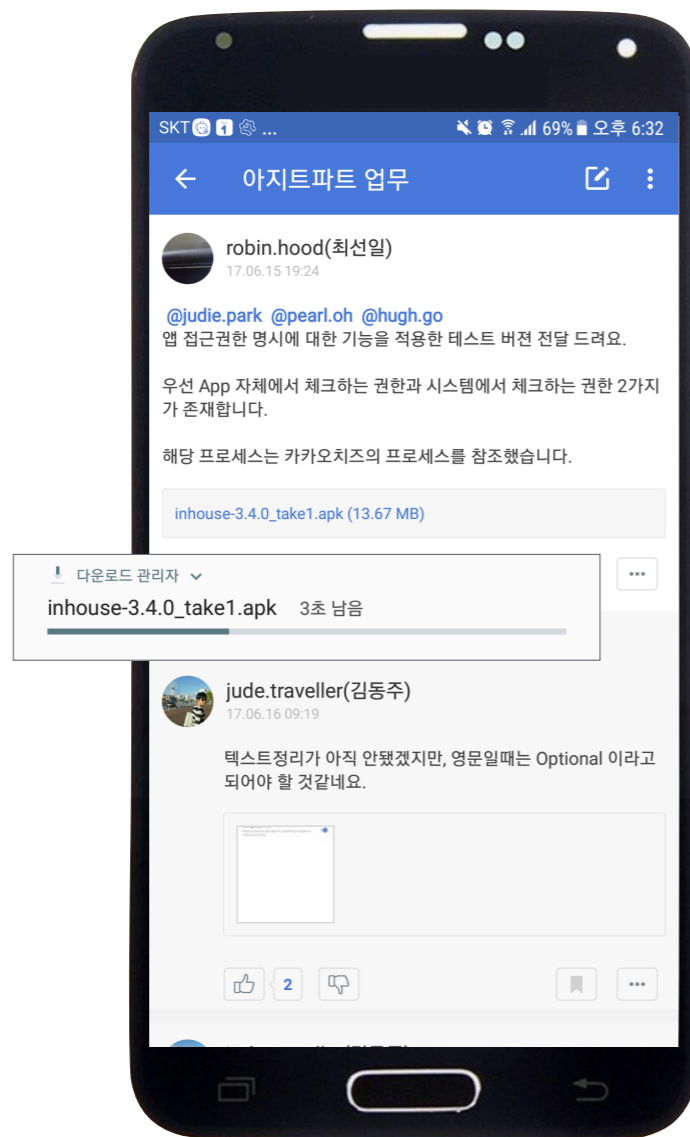 SKT 1 ... 69% 오후 6:32
아지트파트 업무
robin.hood(최선일)
17.06.15 19:24
@judie.park @pearl.oh @hugh.go
앱 접근권한 명시에 대한 기능을 적용한 테스트 버젼 전달 드려요.
우선 App 자체에서 체크하는 권한과 시스템에서 체크하는 권한 2가지
가 존재합니다.
해당 프로세스는 카카오치즈의 프로세스를 참조했습니다.
inhouse-3.4.0_take1.apk (13.67 MB)
다운로드 관리자
inhouse-3.4.0_take1.apk 3초 남음
jude.traveller(김동주)
17.06.16 09:19
텍스트정리가 아직 안됐겠지만, 영문일때는 Optional 이라고
되어야 할 것같네요.
2